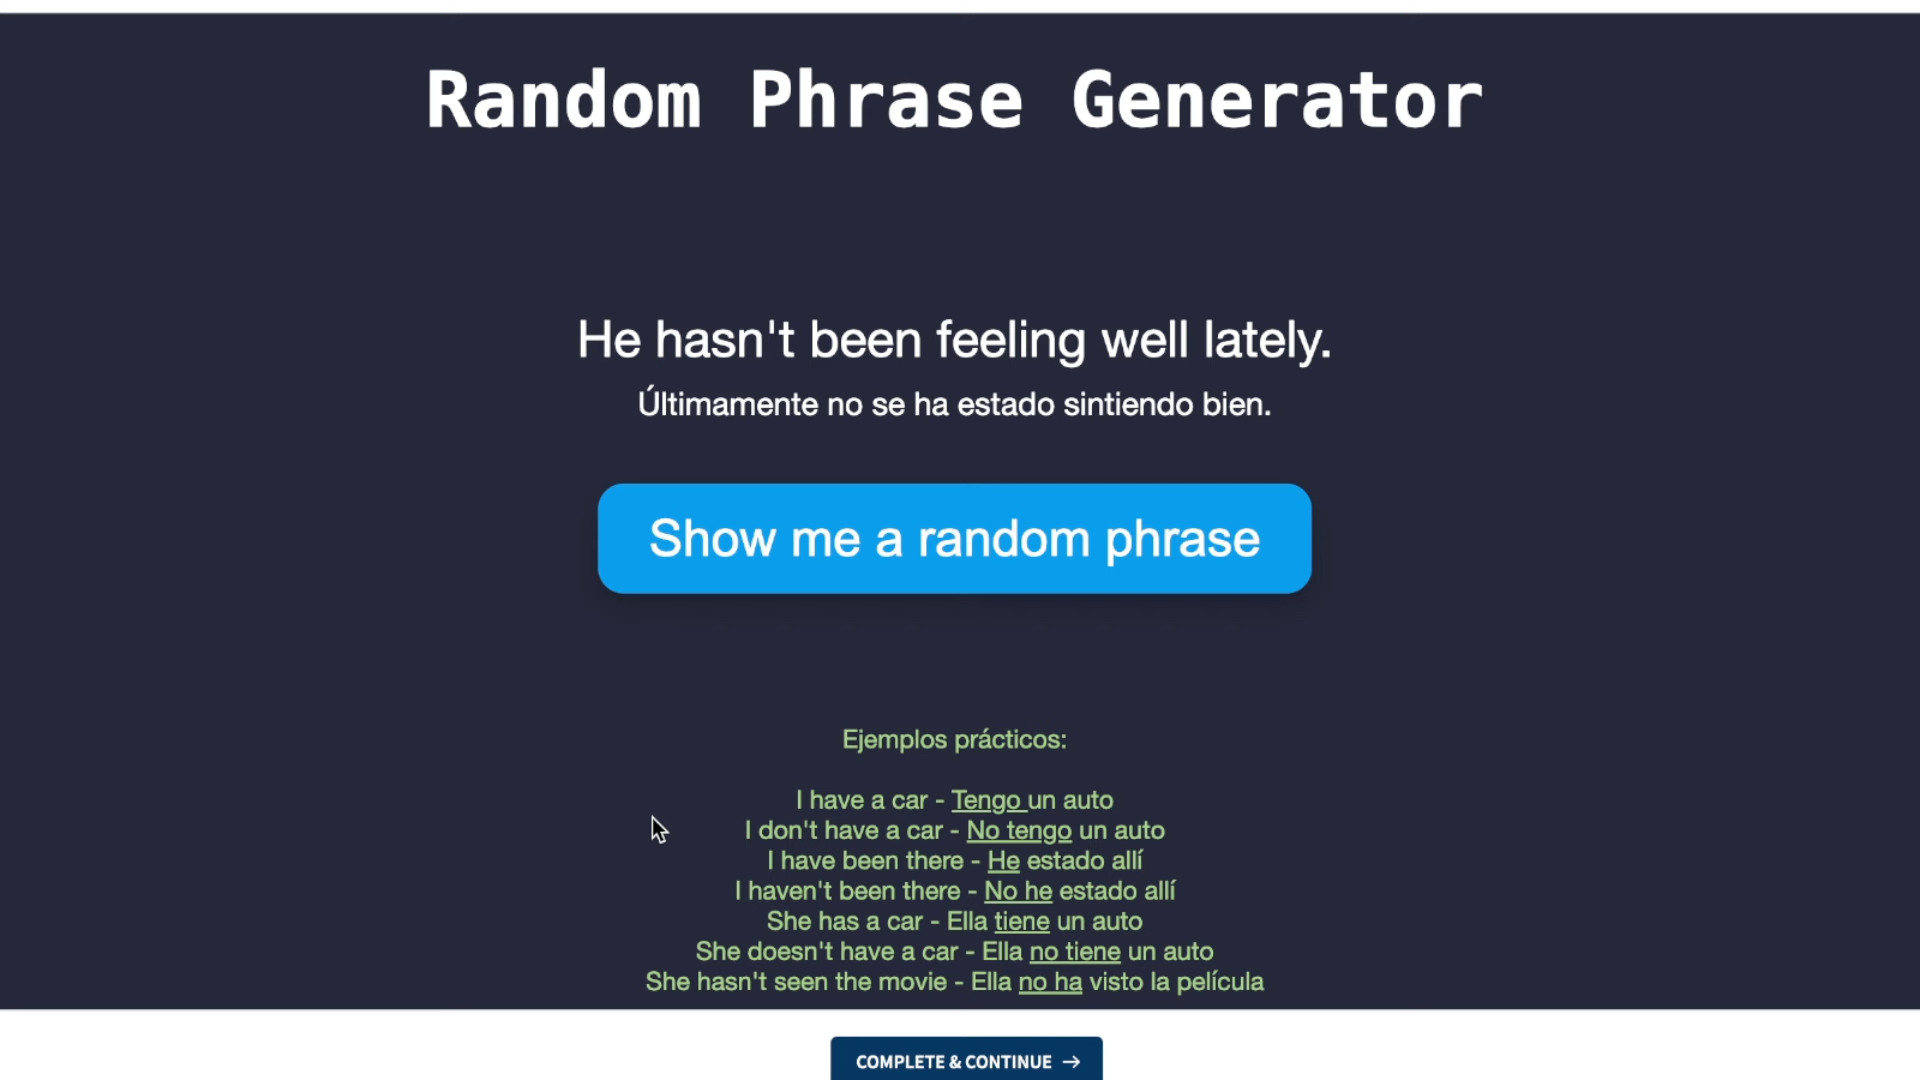 Random Phrase Generator
He hasn't been feeling well lately.
Últimamente no se ha estado sintiendo bien.
Show me a random phrase
Ejemplos prácticos:
I have a car - Tengo un auto
I don't have a car - No tengo un auto
I have been there - He estado allí
I haven't been there - No he estado allí
She has a car - Ella tiene un auto
She doesn't have a car - Ella no tiene un auto
She hasn't seen the movie - Ella no ha visto la película
COMPLETE & CONTINUE →